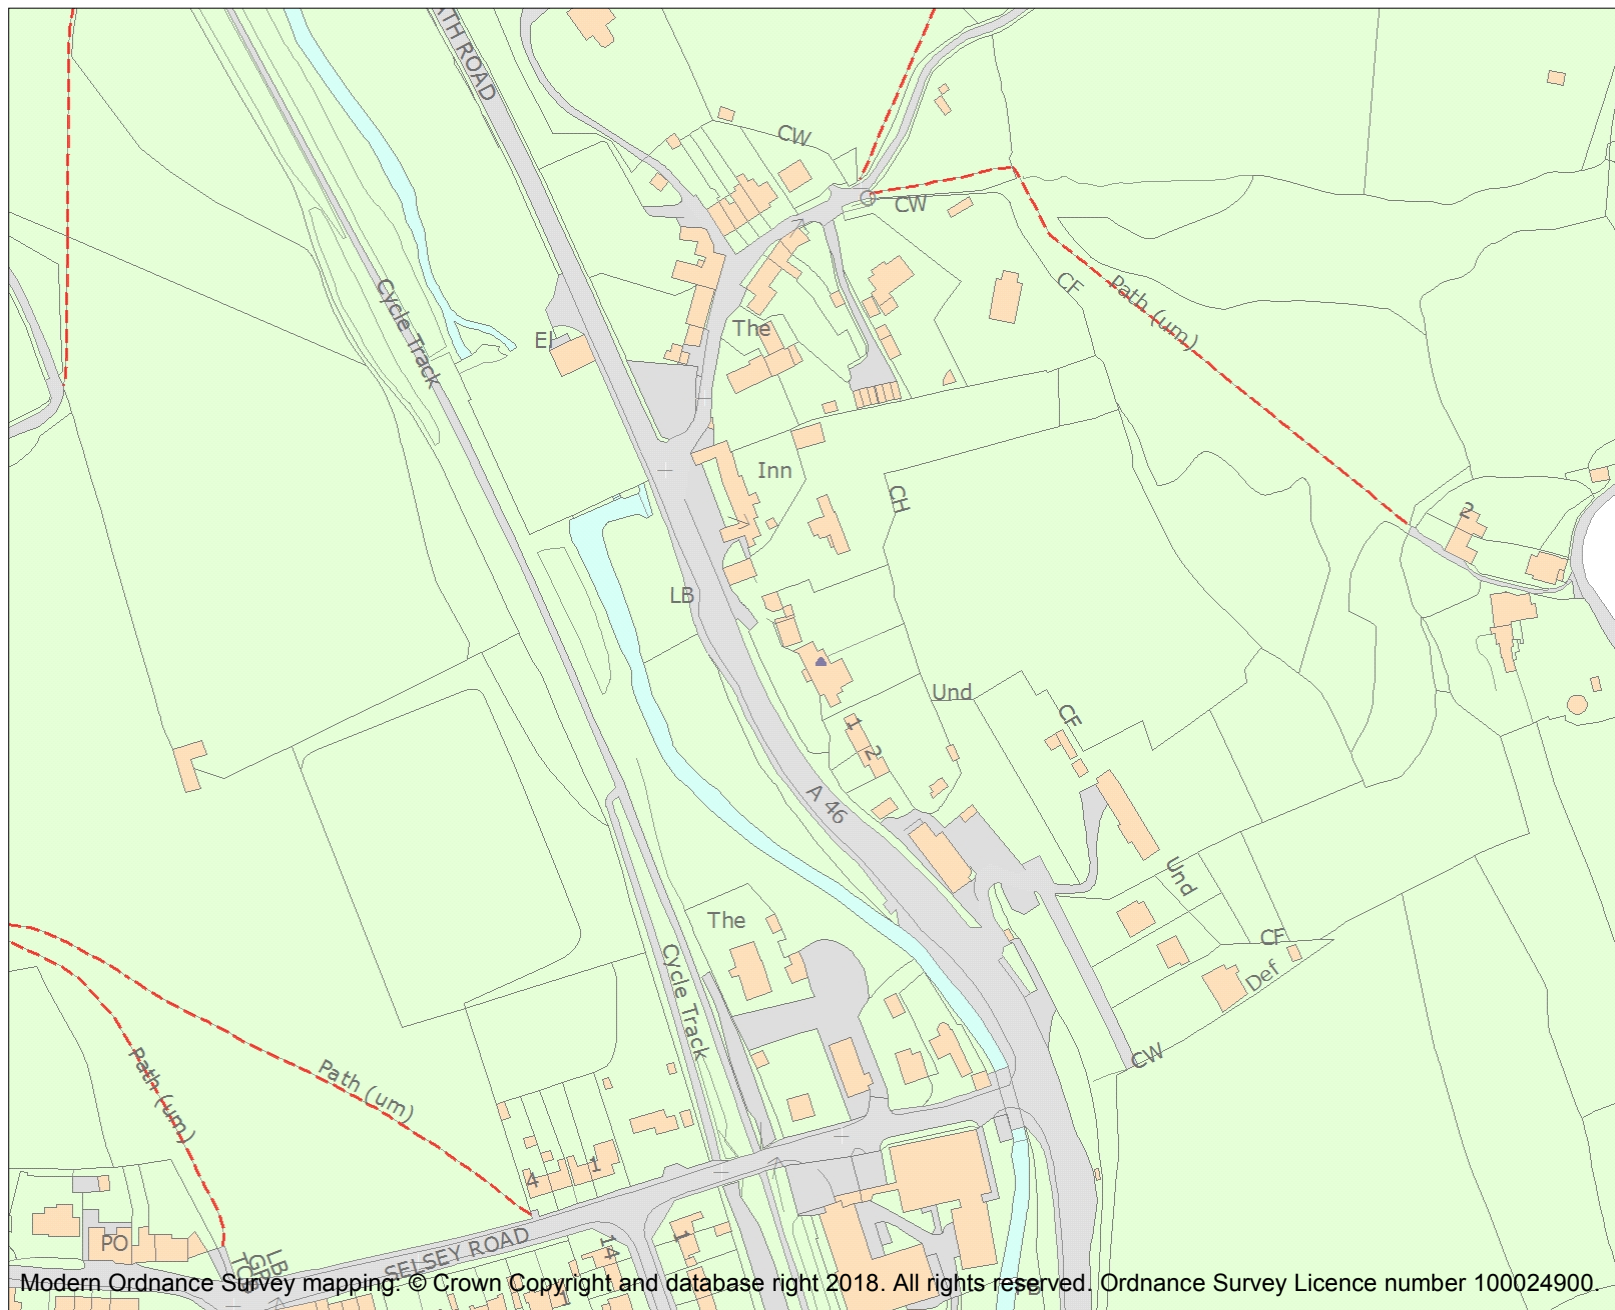 ATH ROAD
CW
CW
Cycle Track
CF
Path (um)
The
El
Inn
CH
2
LB
Und
CF
1
2
A 46
Und
The
CF
Def
Cycle Track
CW
Path (um)
Path (um)
1
4
PO
SELSEY ROAD
14
1
LB
Modern Ordnance Survey mapping: © Crown Copyright and database right 2018. All rights reserved. Ordnance Survey Licence number 100024900.